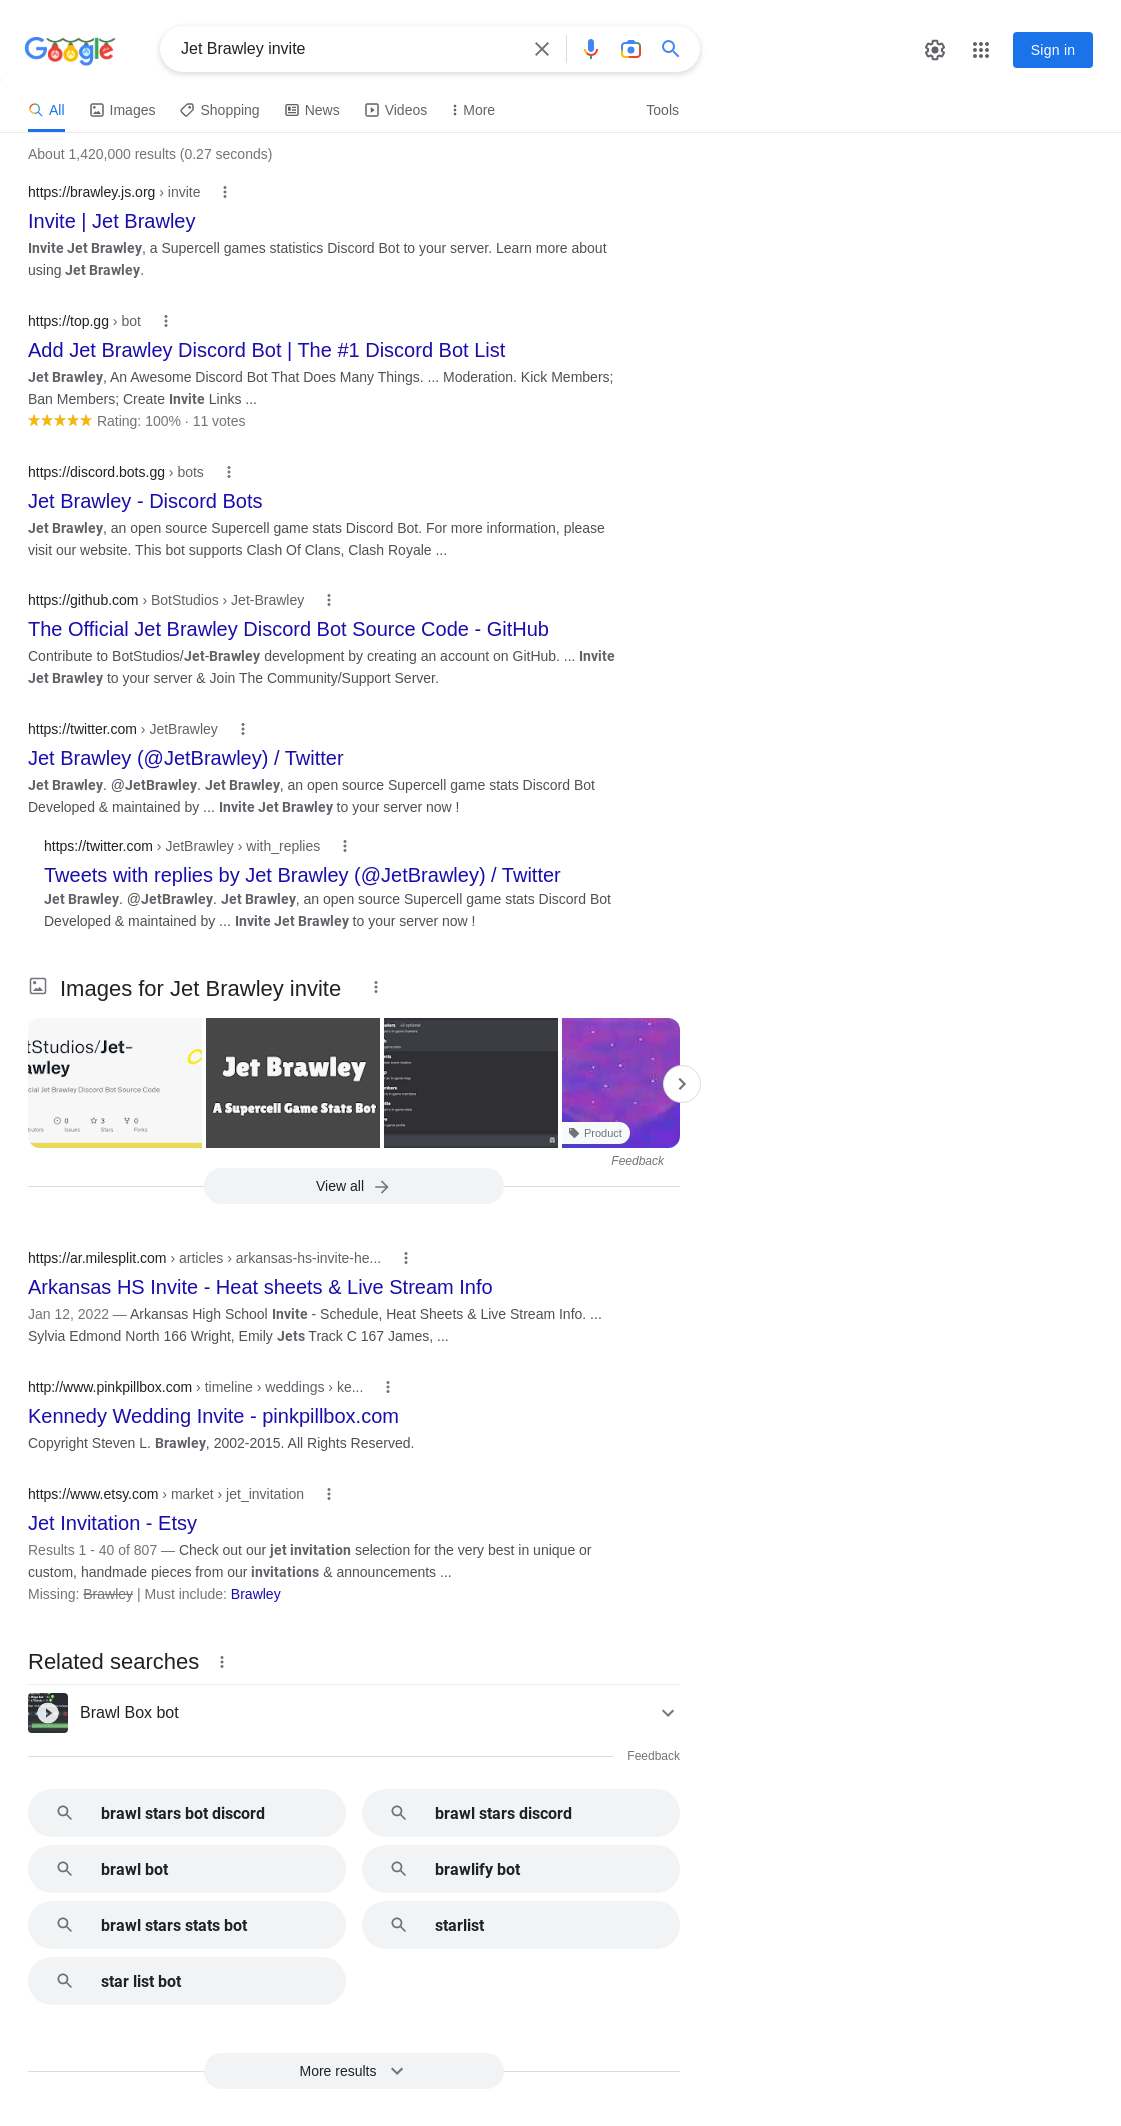 Google
Jet Brawley invite
Sign in
All
Images
Shopping
News
Videos
More
Tools
About 1,420,000 results (0.27 seconds)
https://brawley.js.org › invite
Invite | Jet Brawley
Invite Jet Brawley, a Supercell games statistics Discord Bot to your server. Learn more about
using Jet Brawley.
https://top.gg › bot
Add Jet Brawley Discord Bot | The #1 Discord Bot List
Jet Brawley, An Awesome Discord Bot That Does Many Things. ... Moderation. Kick Members;
Ban Members; Create Invite Links ...
Rating: 100% · 11 votes
https://discord.bots.gg › bots
Jet Brawley - Discord Bots
Jet Brawley, an open source Supercell game stats Discord Bot. For more information, please
visit our website. This bot supports Clash Of Clans, Clash Royale ...
https://github.com › BotStudios › Jet-Brawley
The Official Jet Brawley Discord Bot Source Code - GitHub
Contribute to BotStudios/Jet-Brawley development by creating an account on GitHub. ... Invite
Jet Brawley to your server & Join The Community/Support Server.
https://twitter.com › JetBrawley
Jet Brawley (@JetBrawley) / Twitter
Jet Brawley. @JetBrawley. Jet Brawley, an open source Supercell game stats Discord Bot
Developed & maintained by ... Invite Jet Brawley to your server now !
https://twitter.com › JetBrawley › with_replies
Tweets with replies by Jet Brawley (@JetBrawley) / Twitter
Jet Brawley. @JetBrawley. Jet Brawley, an open source Supercell game stats Discord Bot
Developed & maintained by ... Invite Jet Brawley to your server now !
Images for Jet Brawley invite
tStudios/Jet-
awley
cial Jet Brawley Discord Bot Source Code
0
3
0
Issues
Stars
Forks
Jet Brawley
A Supercell Game Stats Bot
Product
Feedback
View all
https://ar.milesplit.com › articles › arkansas-hs-invite-he...
Arkansas HS Invite - Heat sheets & Live Stream Info
Jan 12, 2022 — Arkansas High School Invite - Schedule, Heat Sheets & Live Stream Info. ...
Sylvia Edmond North 166 Wright, Emily Jets Track C 167 James, ...
http://www.pinkpillbox.com › timeline › weddings › ke...
Kennedy Wedding Invite - pinkpillbox.com
Copyright Steven L. Brawley, 2002-2015. All Rights Reserved.
https://www.etsy.com › market › jet_invitation
Jet Invitation - Etsy
Results 1 - 40 of 807 — Check out our jet invitation selection for the very best in unique or
custom, handmade pieces from our invitations & announcements ...
Missing: Brawley | Must include: Brawley
Related searches
Brawl Box bot
Feedback
brawl stars bot discord
brawl stars discord
brawl bot
brawlify bot
brawl stars stats bot
starlist
star list bot
More results